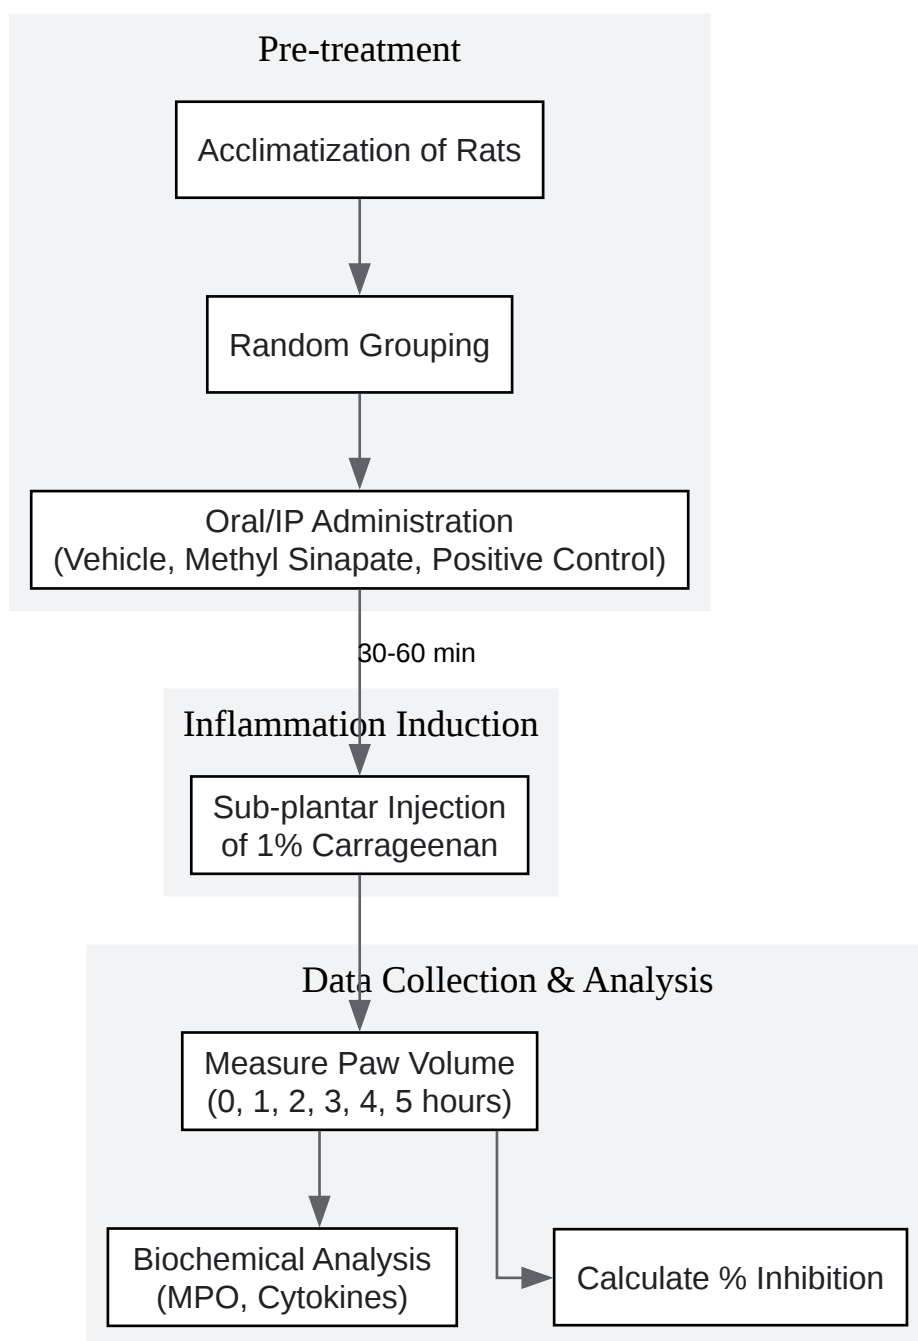 Pre-treatment
Acclimatization of Rats
Random Grouping
Oral/IP Administration
(Vehicle, Methyl Sinapate, Positive Control)
30-60 min
Inflammation Induction
Sub-plantar Injection
of 1% Carrageenan
Data Collection & Analysis
Measure Paw Volume
(0, 1, 2, 3, 4, 5 hours)
Biochemical Analysis
(MPO, Cytokines)
Calculate % Inhibition